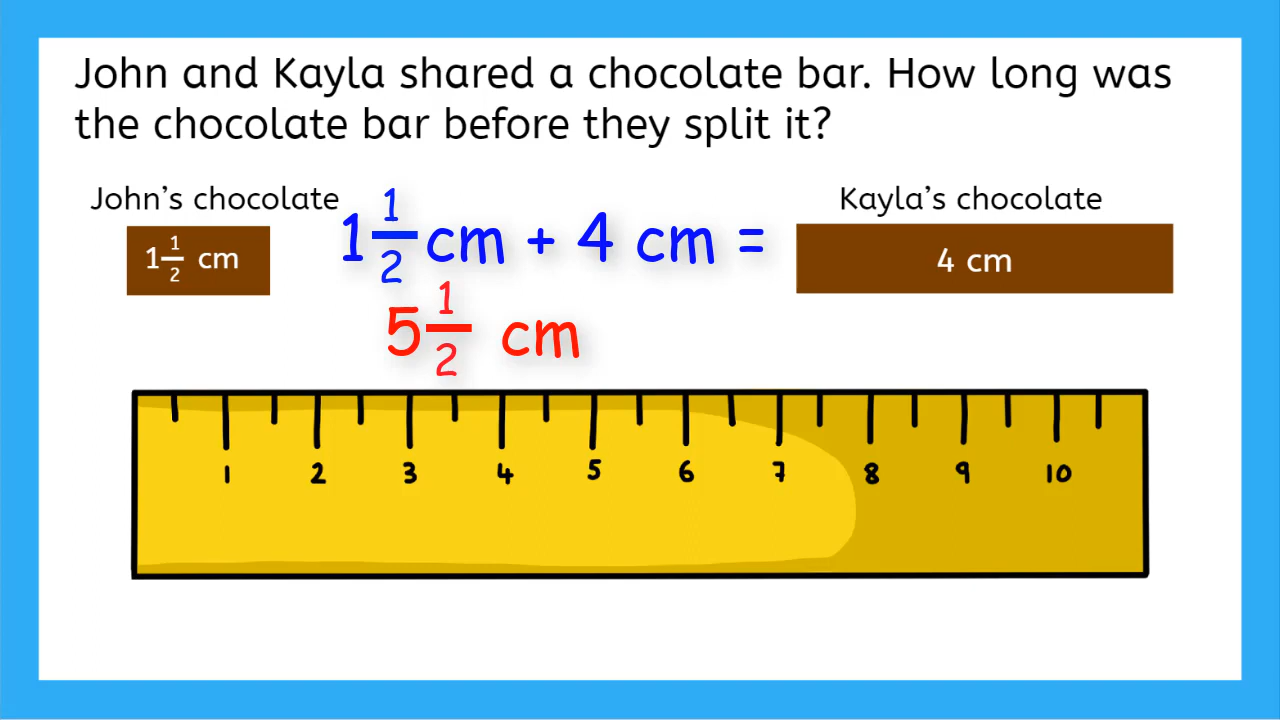 John and Kayla shared a chocolate bar. How long was
the chocolate bar before they split it?
John’s chocolate
1 1/2 cm
1 1/2 cm + 4 cm =
5 1/2 cm
Kayla’s chocolate
4 cm
1 2 3 4 5 6 7 8 9 10